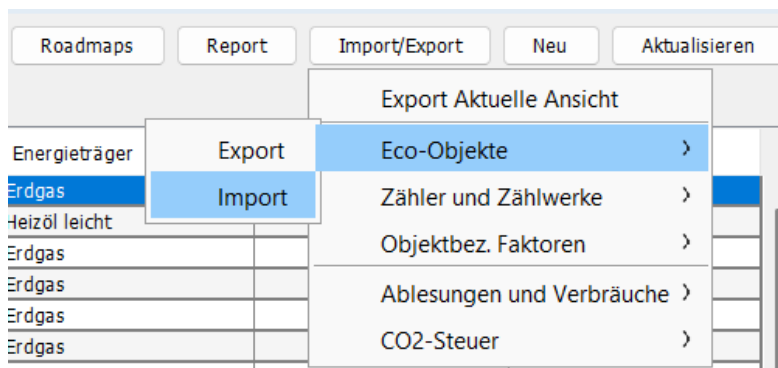 Roadmaps Report Import/Export Neu Aktualisieren
Export Aktuelle Ansicht
Energieträger Export Eco-Objekte
Erdgas Import Zähler und Zählwerke
Heizöl leicht
Erdgas Objektbez. Faktoren
Erdgas
Erdgas Ablesungen und Verbräuche
Erdgas CO2-Steuer